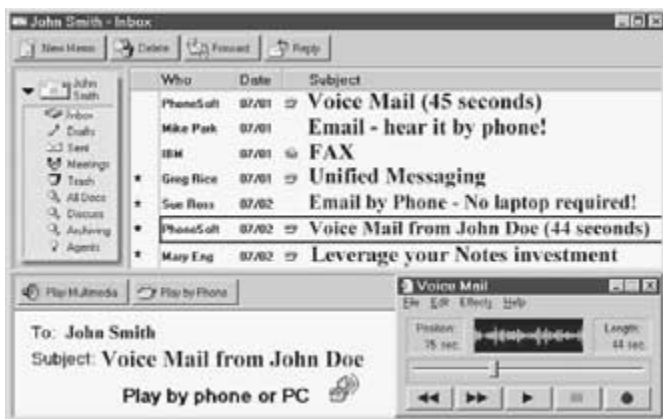 John Smith - Inbox
New Memo Delete Forward Reply
John Smith
Inbox
Drafts
Sent
Meetings
Trash
All Docs
Discuss
Archiving
Agents
Who Date Subject
PhoneSoft 07/01 Voice Mail (45 seconds)
Mike Park 07/01 Email - hear it by phone!
IBM 07/01 FAX
* Greg Rice 07/01 Unified Messaging
* Sue Ross 07/02 Email by Phone - No laptop required!
* PhoneSoft 07/02 Voice Mail from John Doe (44 seconds)
* Mary Eng 07/02 Leverage your Notes investment
Play Multimedia Play by Phone
To: John Smith
Subject: Voice Mail from John Doe
Play by phone or PC
Voice Mail
File Edit Effects Help
Position: Length:
75 sec. 44 sec.